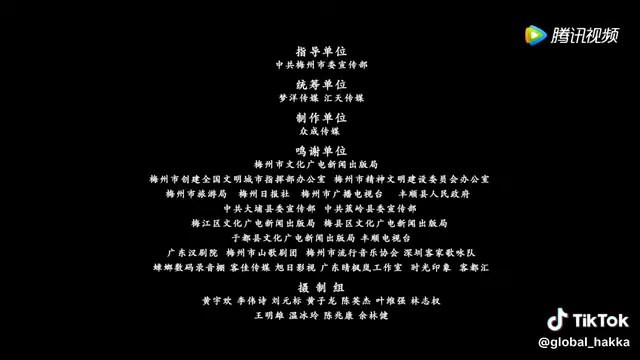 腾讯视频
指导单位
中共梅州市委宣传部
统筹单位
梦洋传媒 汇天传媒
制作单位
众成传媒
鸣谢单位
梅州市文化广电新闻出版局
梅州市创建全国文明城市指挥部办公室 梅州市精神文明建设委员会办公室
梅州市旅游局 梅州日报社 梅州市广播电视台 丰顺县人民政府
中共大埔县委宣传部 中共蕉岭县委宣传部
梅江区文化广电新闻出版局 梅县区文化广电新闻出版局
于都县文化广电新闻出版局 丰顺电视台
广东汉剧院 梅州市山歌剧团 梅州市流行音乐协会 深圳客家歌咏队
蟑螂数码录音棚 客佳传媒 旭日影视 广东晴枫岚工作室 时光印象 客都汇
摄制组
黄宇欢 李伟诗 刘元标 黄子龙 陈英杰 叶维强 林志权
王明雄 温冰玲 陈兆康 余林健
TikTok
@global_hakka